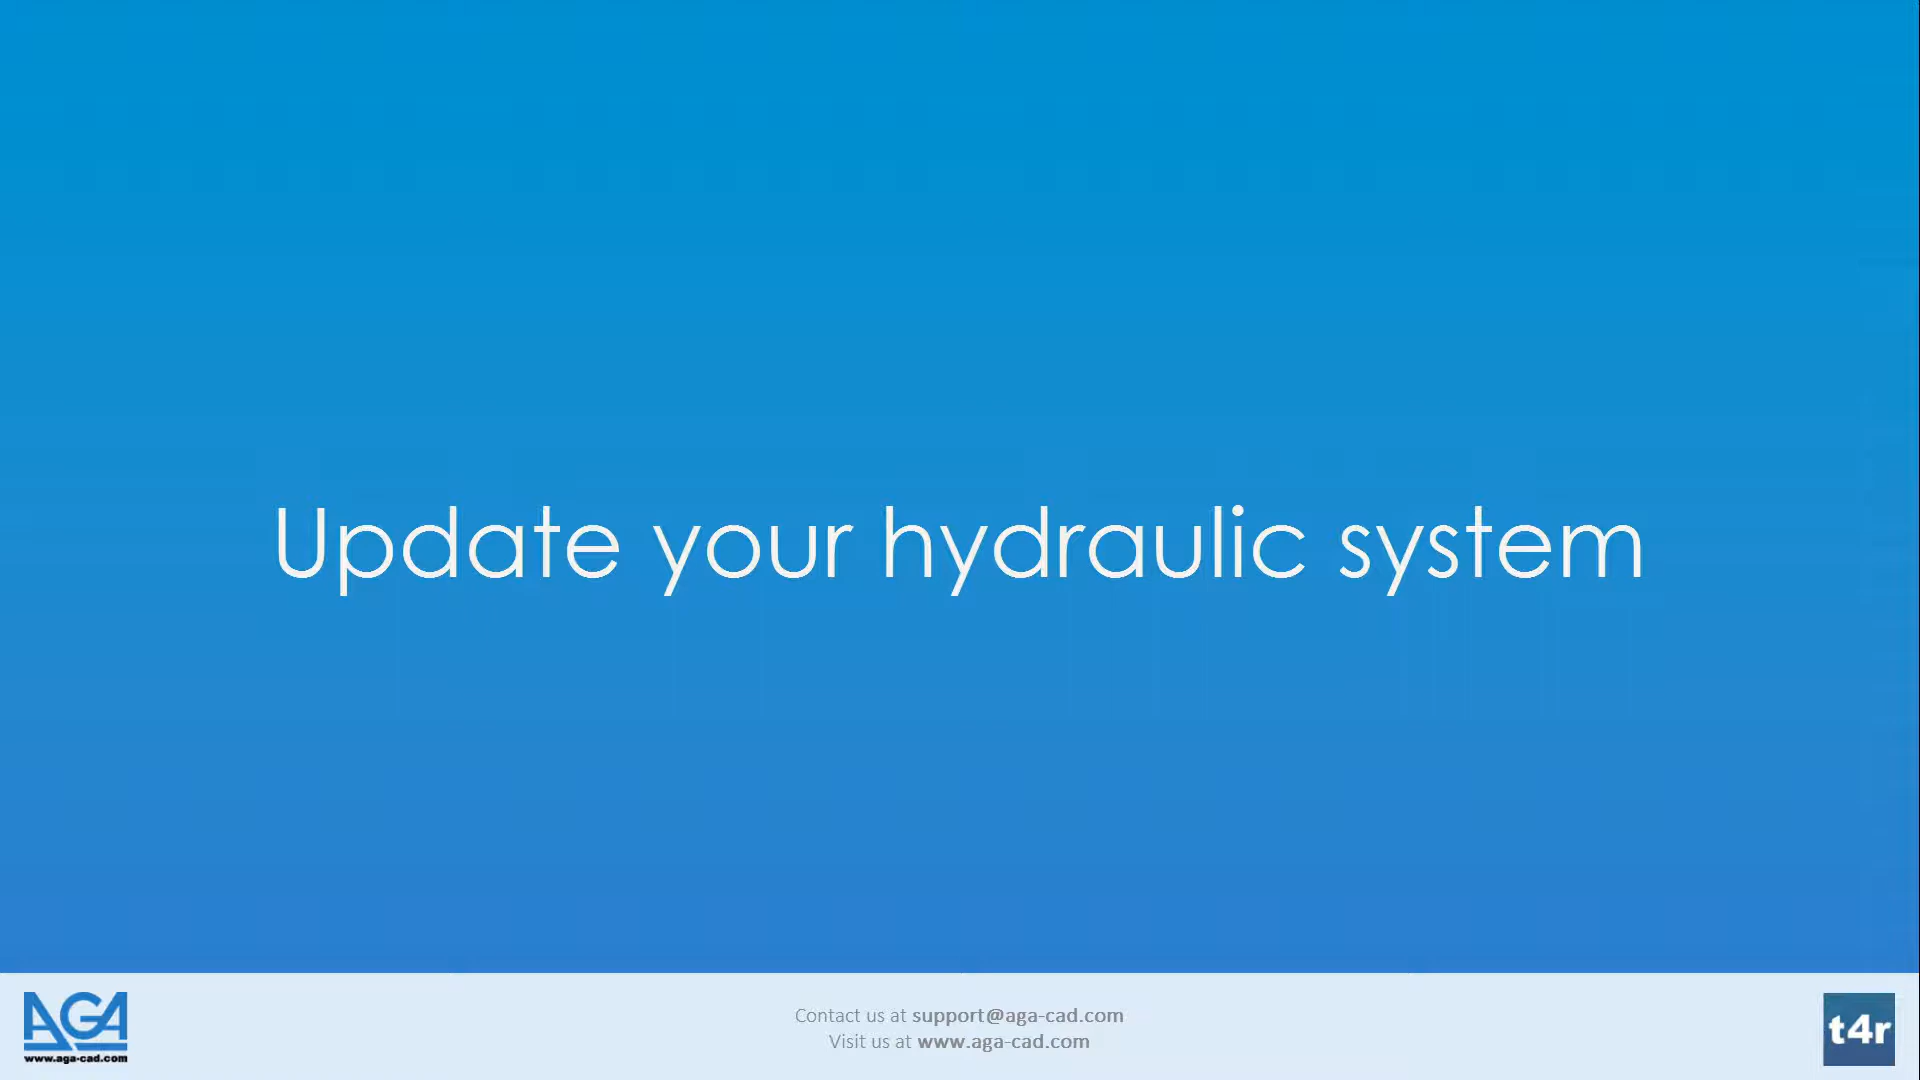 Update your hydraulic system
AGA
www.aga-cad.com
Contact us at support@aga-cad.com
Visit us at www.aga-cad.com
t4r